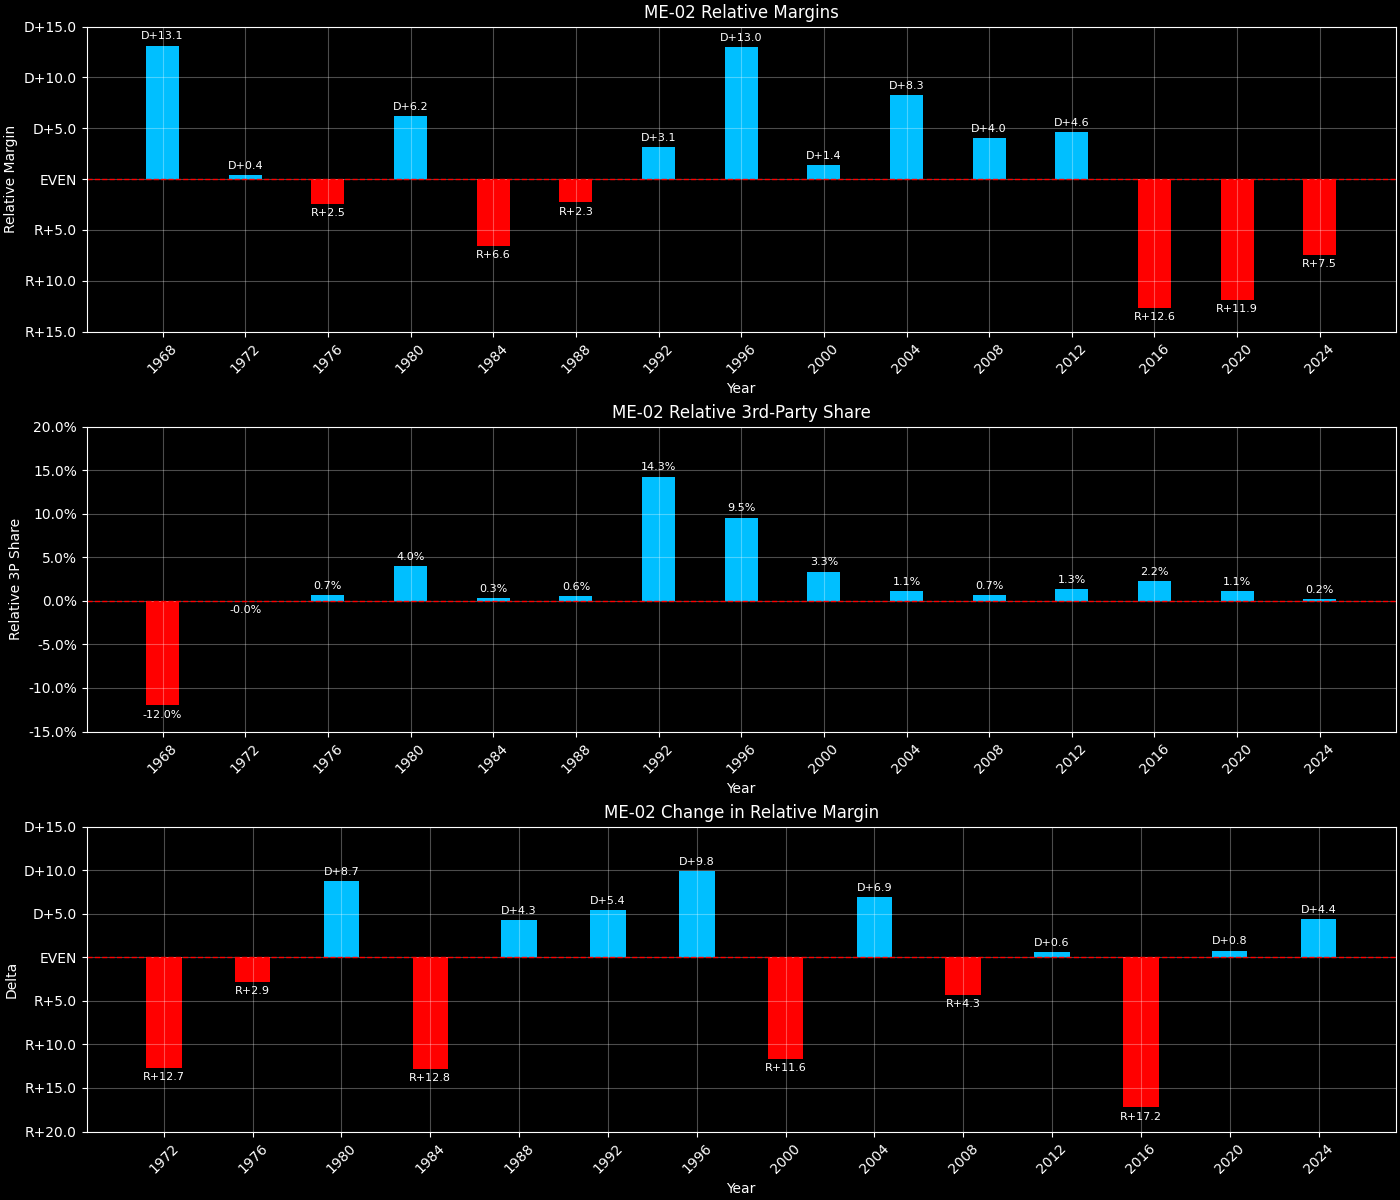 ME-02 Relative Margins
D+15.0
D+10.0
D+5.0
EVEN
R+5.0
R+10.0
R+15.0
Relative Margin
D+13.1
D+0.4
R+2.5
D+6.2
R+6.6
R+2.3
D+3.1
D+13.0
D+1.4
D+8.3
D+4.0
D+4.6
R+12.6
R+11.9
R+7.5
1968
1972
1976
1980
1984
1988
1992
1996
2000
2004
2008
2012
2016
2020
2024
Year
ME-02 Relative 3rd-Party Share
20.0%
15.0%
10.0%
5.0%
0.0%
-5.0%
-10.0%
-15.0%
Relative 3P Share
-12.0%
-0.0%
0.7%
4.0%
0.3%
0.6%
14.3%
9.5%
3.3%
1.1%
0.7%
1.3%
2.2%
1.1%
0.2%
1968
1972
1976
1980
1984
1988
1992
1996
2000
2004
2008
2012
2016
2020
2024
Year
ME-02 Change in Relative Margin
D+15.0
D+10.0
D+5.0
EVEN
R+5.0
R+10.0
R+15.0
R+20.0
Delta
R+12.7
R+2.9
D+8.7
R+12.8
D+4.3
D+5.4
D+9.8
R+11.6
D+6.9
R+4.3
D+0.6
R+17.2
D+0.8
D+4.4
1972
1976
1980
1984
1988
1992
1996
2000
2004
2008
2012
2016
2020
2024
Year